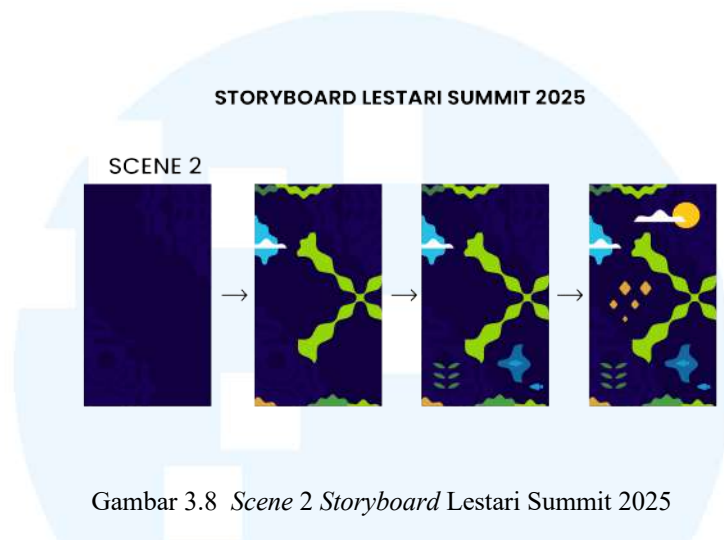 STORYBOARD LESTARI SUMMIT 2025
SCENE 2
Gambar 3.8 Scene 2 Storyboard Lestari Summit 2025